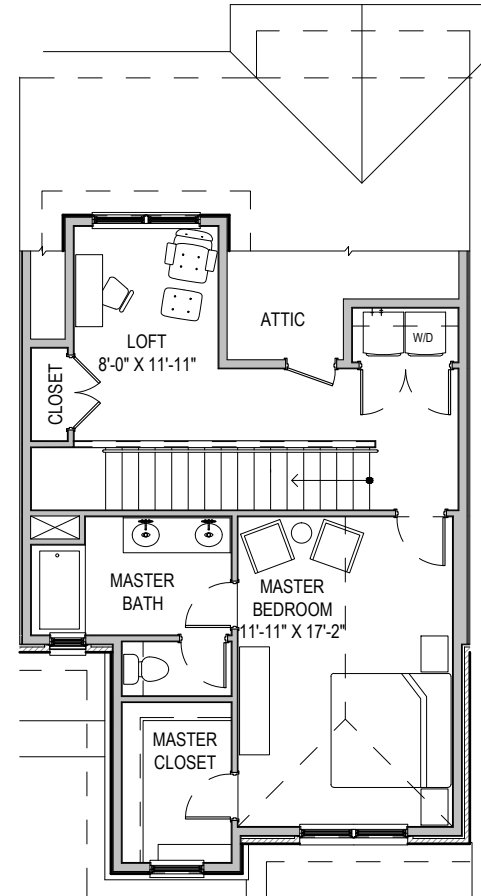 ATTIC
W/D
LOFT
8'-0" X 11'-11"
CLOSET
MASTER
BATH
MASTER
BEDROOM
11'-11" X 17'-2"
MASTER
CLOSET